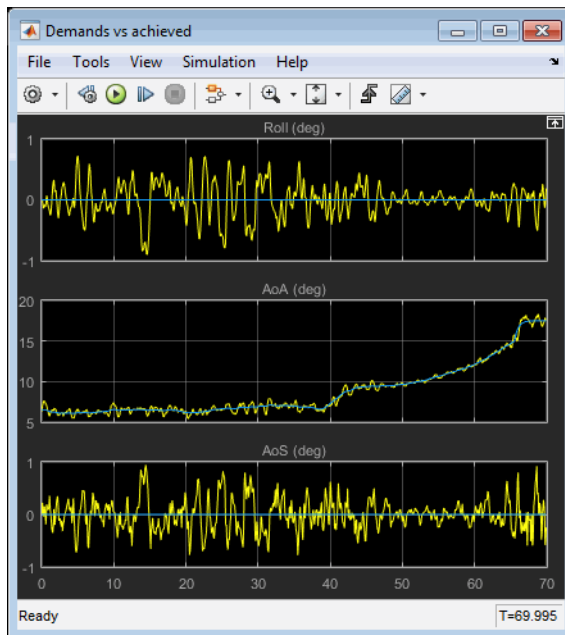 Demands vs achieved
File Tools View Simulation Help
Roll (deg)
1
0
-1
AoA (deg)
20
15
10
5
AoS (deg)
1
0
-1
0 10 20 30 40 50 60 70
Ready T=69.995